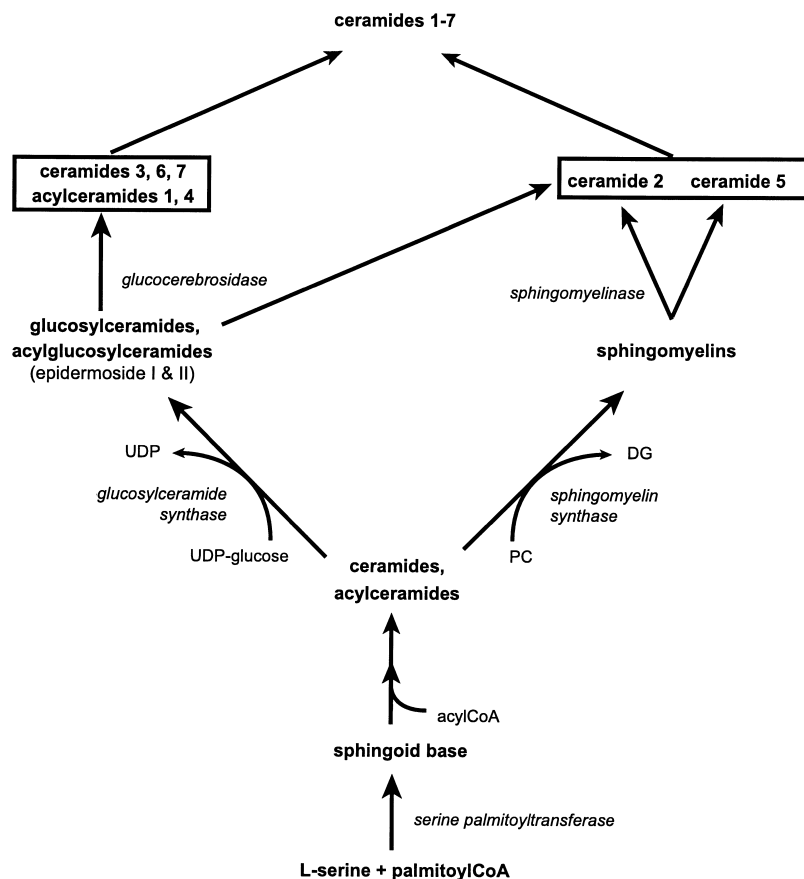 ceramides 1-7
ceramides 3, 6, 7
acylceramides 1, 4
ceramide 2 ceramide 5
glucocerebrosidase
sphingomyelinase
glucosylceramides,
acylglucosylceramides
(epidermoside I & II)
sphingomyelins
UDP
DG
glucosylceramide
synthase
sphingomyelin
synthase
UDP-glucose
PC
ceramides,
acylceramides
acylCoA
sphingoid base
serine palmitoyltransferase
L-serine + palmitoylCoA